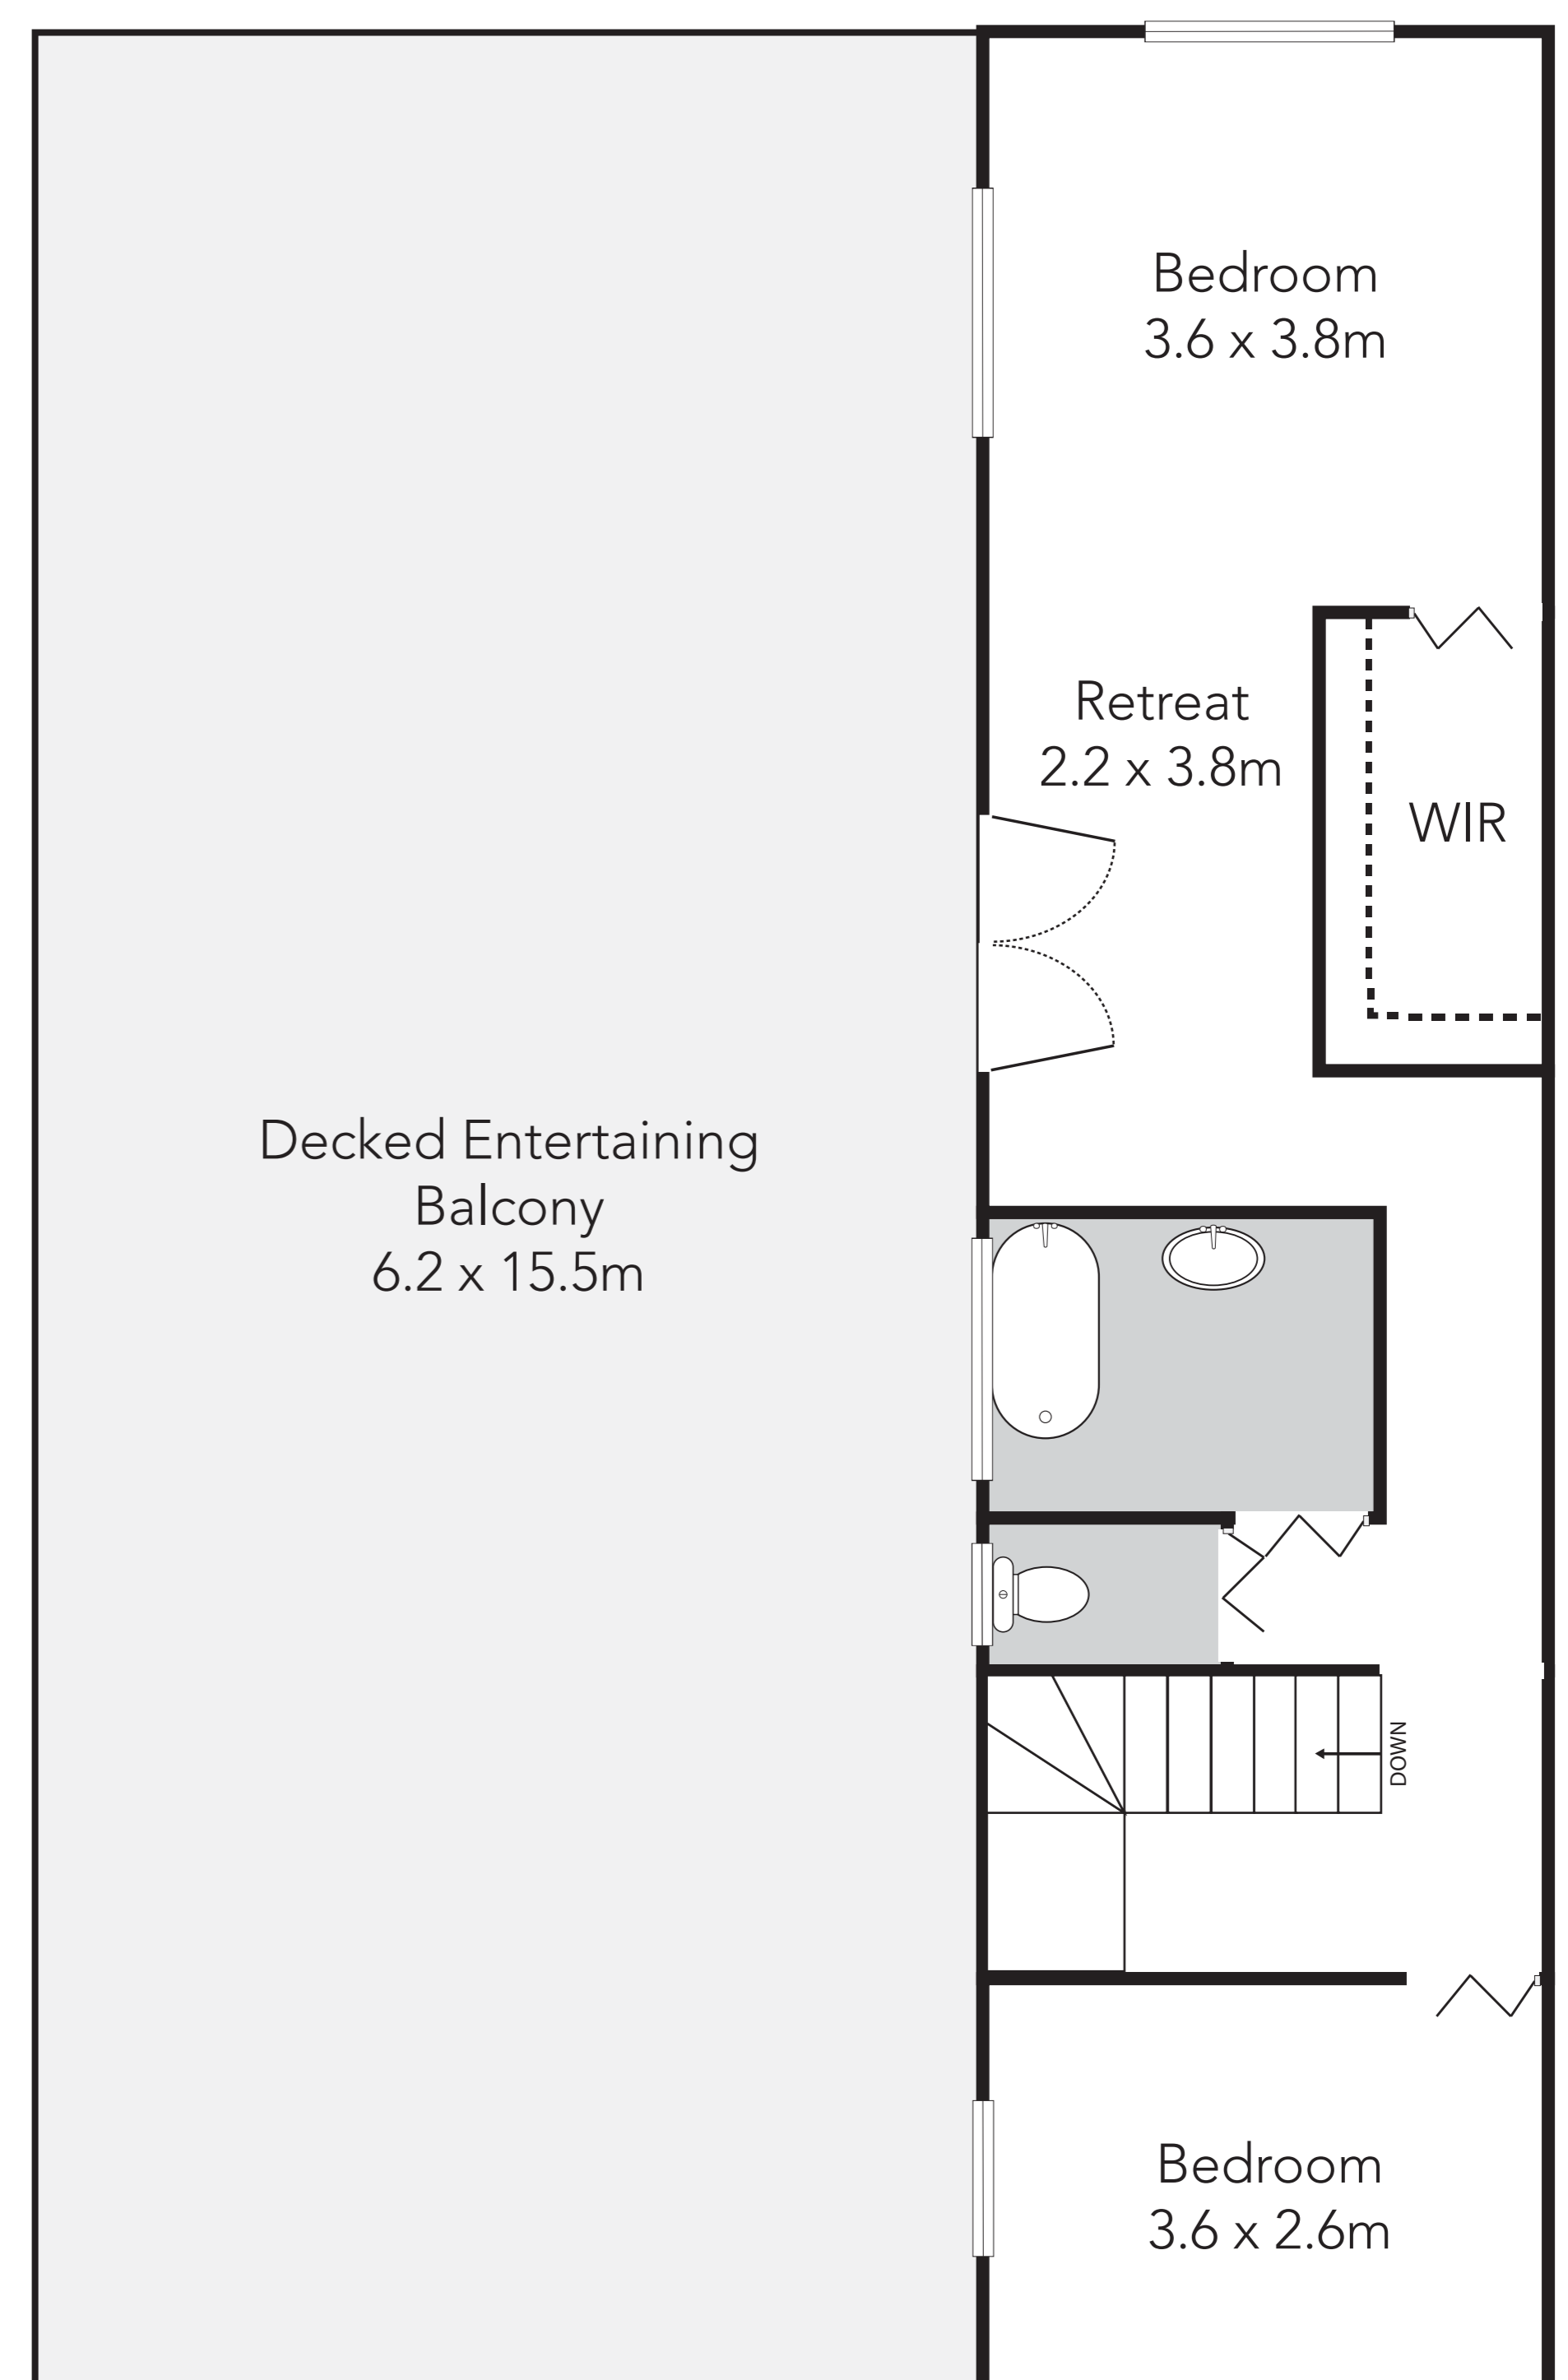 Bedroom
3.6 x 3.8m
Retreat
2.2 x 3.8m
WIR
Decked Entertaining
Balcony
6.2 x 15.5m
DOWN
Bedroom
3.6 x 2.6m